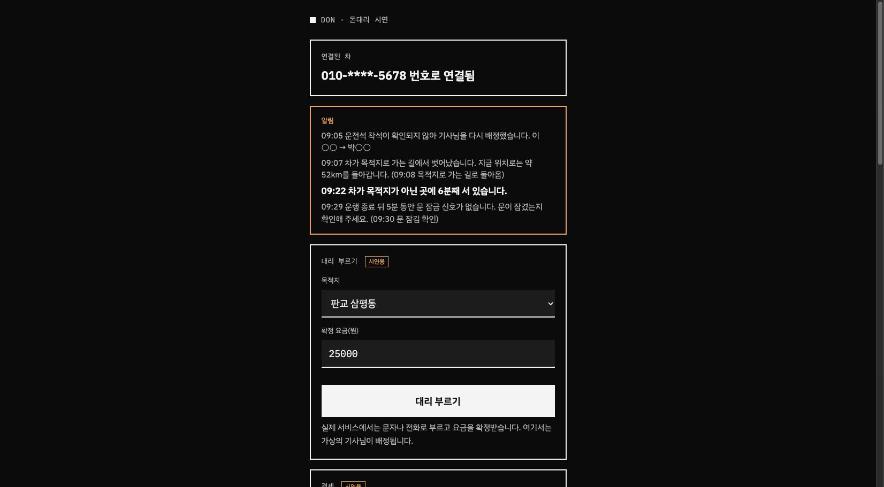 DON - 온대리 시연
연결된 차
010-****-5678 번호로 연결됨
알림
09:05 운전석 착석이 확인되지 않아 기사님을 다시 배정했습니다. 이
○○ → 박○○
09:07 차가 목적지로 가는 길에서 벗어났습니다. 지금 위치로는 약
52km를 돌아갑니다. (09:08 목적지로 가는 길로 돌아옴)
09:22 차가 목적지가 아닌 곳에 6분째 서 있습니다.
09:29 운행 종료 뒤 5분 동안 문 잠금 신호가 없습니다. 문이 잠겼는지
확인해 주세요. (09:30 문 잠김 확인)
대리 부르기 시연용
목적지
판교 삼평동
확정 요금(원)
25000
대리 부르기
실제 서비스에서는 문자나 전화로 부르고 요금을 확정받습니다. 여기서는
가상의 기사님이 배정됩니다.
시연용